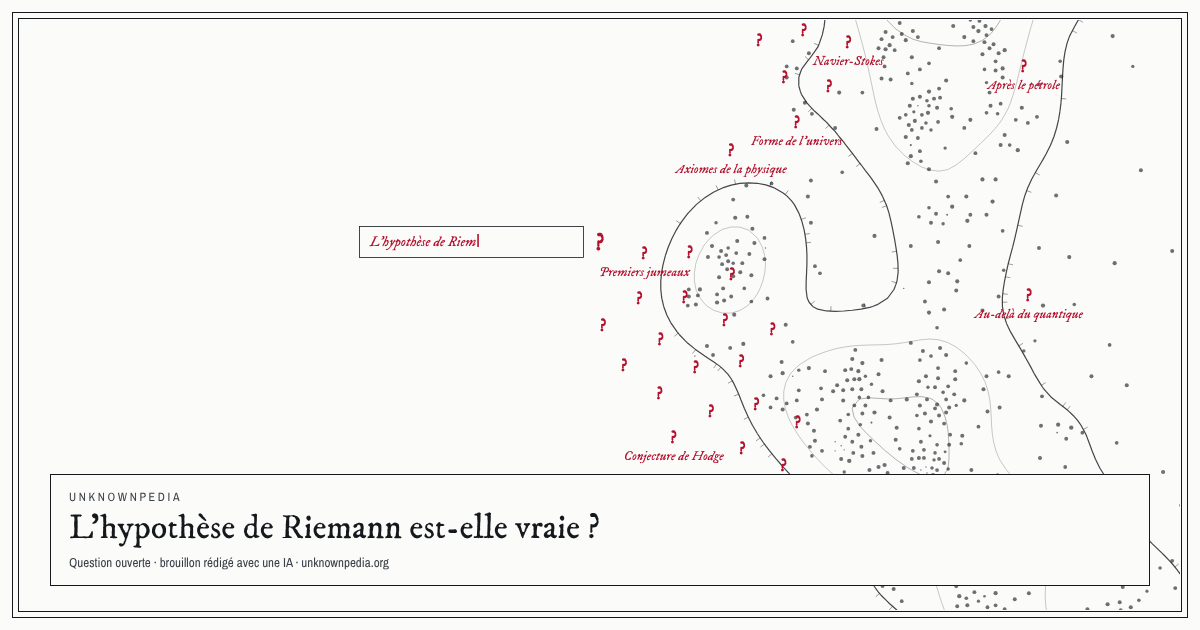 ?
?
?
Navier-Stokes
?
Après le pétrole
?
?
?
Forme de l'univers
?
Axiomes de la physique
L'hypothèse de Riem
?
?
?
Premiers jumeaux
?
?
?
?
Au-delà du quantique
?
?
?
?
?
?
?
?
?
?
?
?
?
Conjecture de Hodge
?
?
UNKNOWNPEDIA
L'hypothèse de Riemann est-elle vraie ?
Question ouverte · brouillon rédigé avec une IA · unknownpedia.org